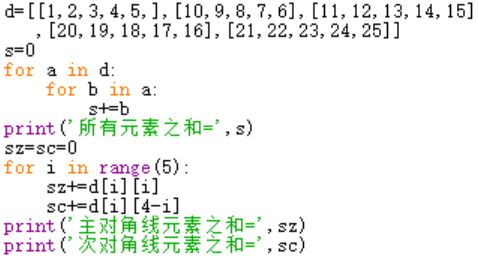 d=[[1,2,3,4,5,],[10,9,8,7,6],[11,12,13,14,15]
,[20,19,18,17,16],[21,22,23,24,25]]
s=0
for a in d:
    for b in a:
        s+=b
print('所有元素之和=',s)
sz=sc=0
for i in range(5):
    sz+=d[i][i]
    sc+=d[i][4-i]
print('主对角线元素之和=',sz)
print('次对角线元素之和=',sc)